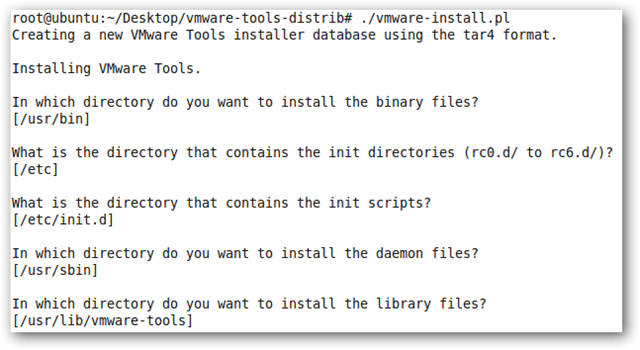 root@ubuntu:~/Desktop/vmware-tools-distrib# ./vmware-install.pl
Creating a new VMware Tools installer database using the tar4 format.
Installing VMware Tools.
In which directory do you want to install the binary files?
[/usr/bin]
What is the directory that contains the init directories (rc0.d/ to rc6.d/)?
[/etc]
What is the directory that contains the init scripts?
[/etc/init.d]
In which directory do you want to install the daemon files?
[/usr/sbin]
In which directory do you want to install the library files?
[/usr/lib/vmware-tools]